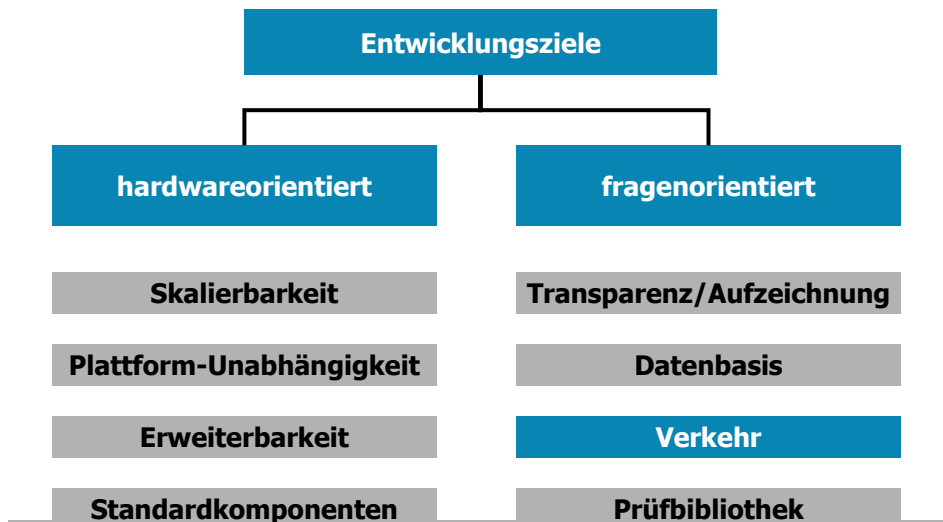 Entwicklungsziele
hardwareorientiert
fragenorientiert
Skalierbarkeit
Transparenz/Aufzeichnung
Plattform-Unabhängigkeit
Datenbasis
Erweiterbarkeit
Verkehr
Standardkomponenten
Prüfbibliothek